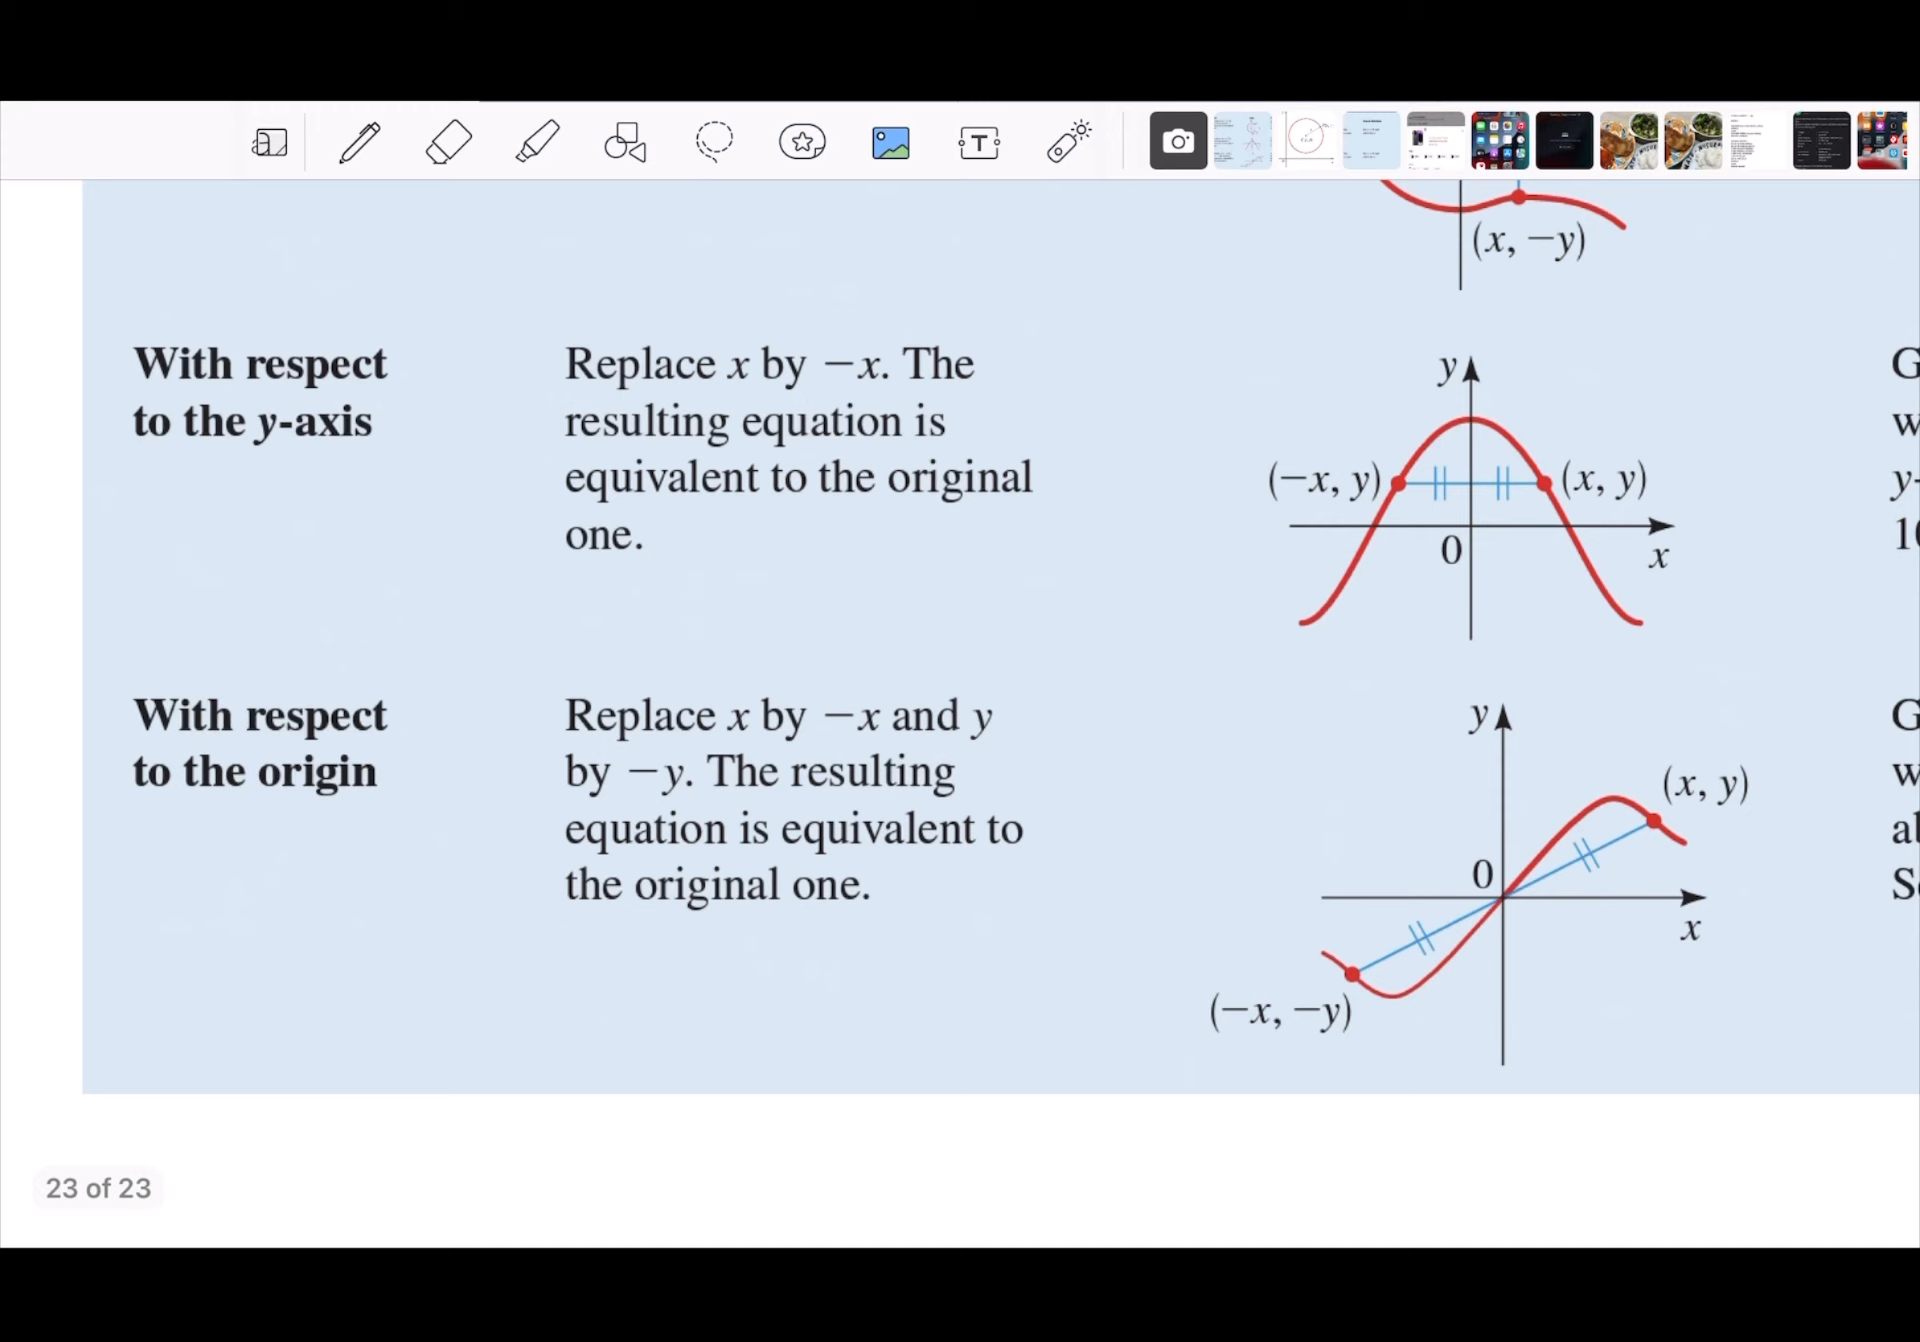 T
(x, −y)
With respect
to the y-axis
Replace x by −x. The
resulting equation is
equivalent to the original
one.
y
(−x, y)
(x, y)
0
x
G
w
y-
10
With respect
to the origin
Replace x by −x and y
by −y. The resulting
equation is equivalent to
the original one.
y
(x, y)
0
x
(−x, −y)
G
w
al
S
23 of 23